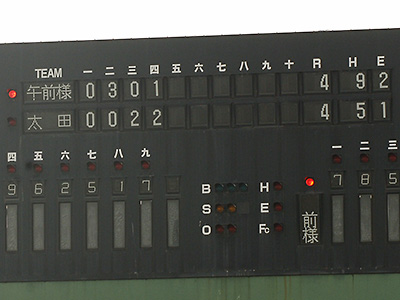 TEAM 一 二 三 四 五 六 七 八 九 十 R H E
午前様 0 3 0 1 4 9 2
太田 0 0 2 2 4 5 1
四 五 六 七 八 九 一 二 三
9 6 2 5 1 7 7 8 5
B H
S E
O Fc
前様